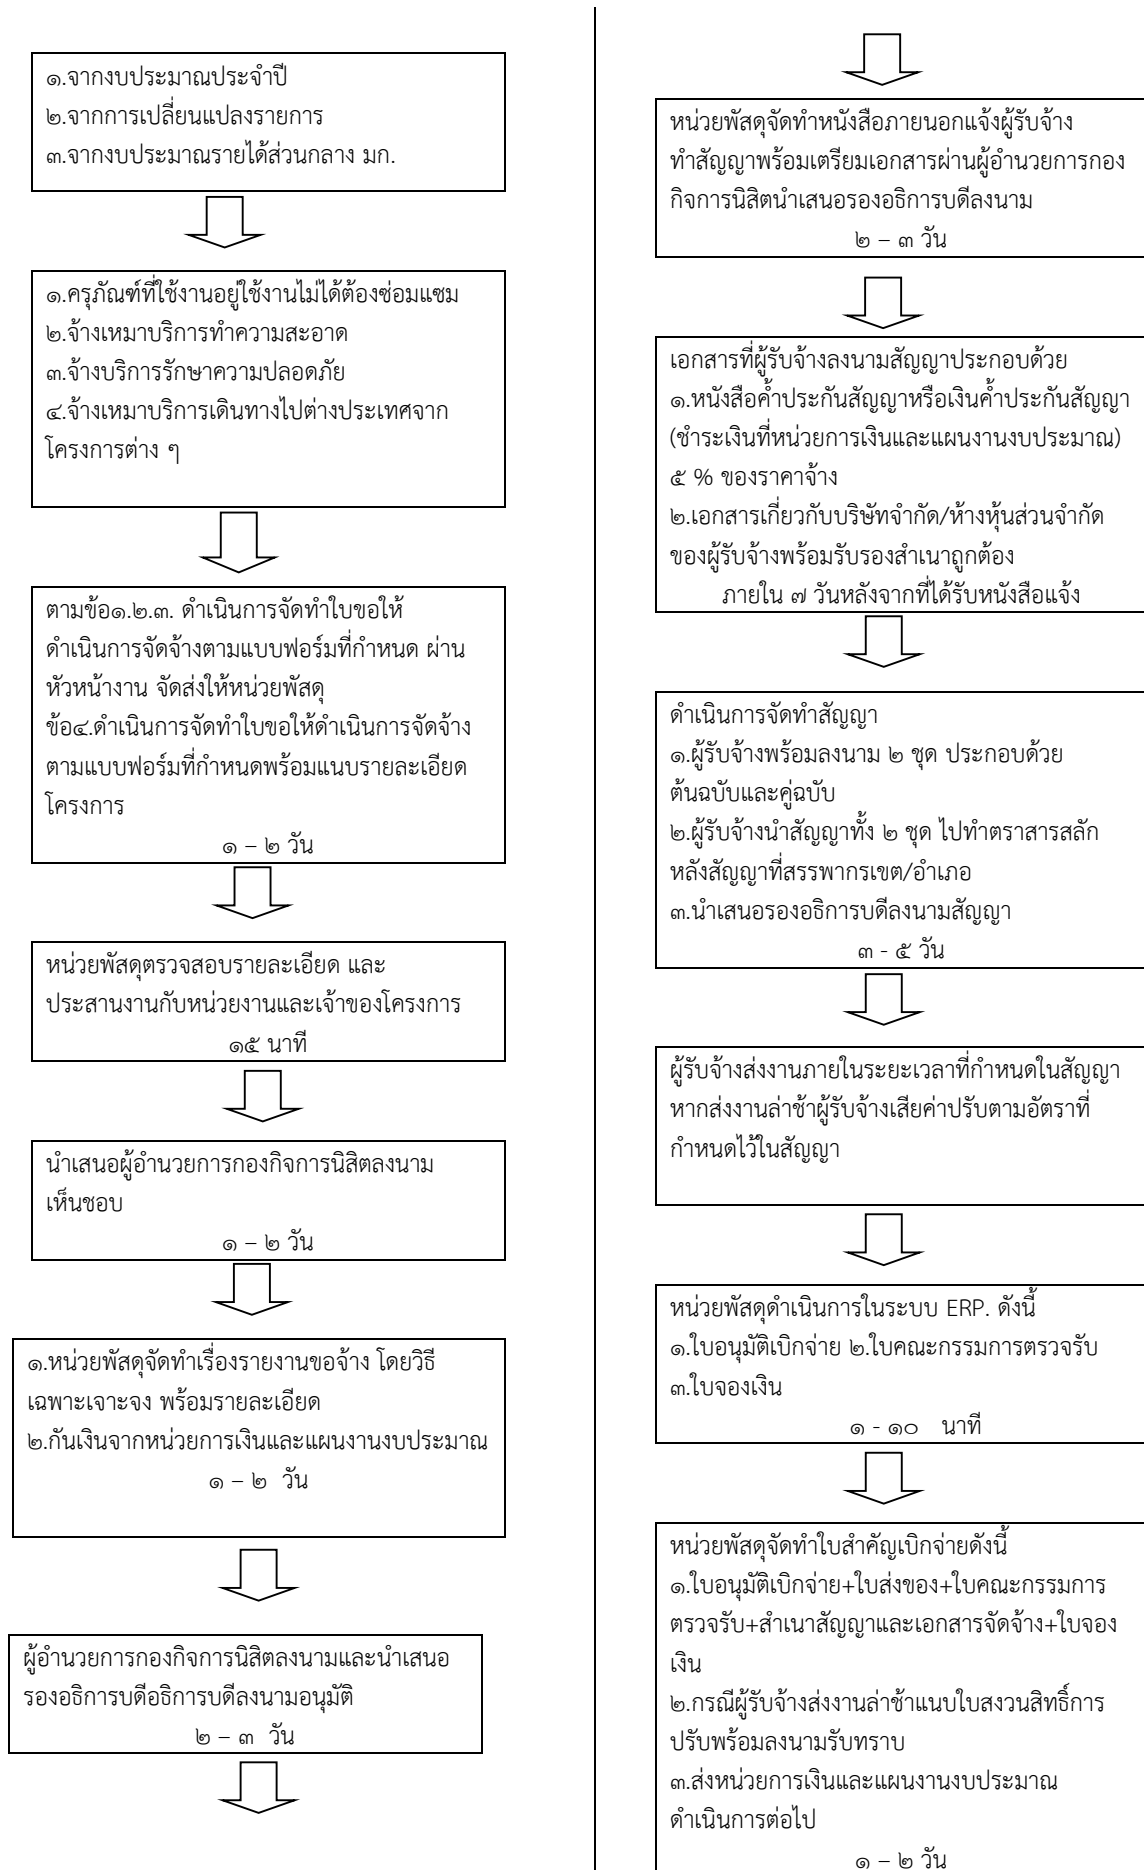 ๑.จากงบประมาณประจำปี
๒.จากการเปลี่ยนแปลงรายการ
๓.จากงบประมาณรายได้ส่วนกลาง มก.
๑.ครุภัณฑ์ที่ใช้งานอยู่ใช้งานไม่ได้ต้องซ่อมแซม
๒.จ้างเหมาบริการทำความสะอาด
๓.จ้างบริการรักษาความปลอดภัย
๔.จ้างเหมาบริการเดินทางไปต่างประเทศจาก
โครงการต่าง ๆ
ตามข้อ๑.๒.๓. ดำเนินการจัดทำใบขอให้
ดำเนินการจัดจ้างตามแบบฟอร์มที่กำหนด ผ่าน
หัวหน้างาน จัดส่งให้หน่วยพัสดุ
ข้อ๔.ดำเนินการจัดทำใบขอให้ดำเนินการจัดจ้าง
ตามแบบฟอร์มที่กำหนดพร้อมแนบรายละเอียด
โครงการ
๑ – ๒ วัน
หน่วยพัสดุตรวจสอบรายละเอียด และ
ประสานงานกับหน่วยงานและเจ้าของโครงการ
๑๕ นาที
นำเสนอผู้อำนวยการกองกิจการนิสิตลงนาม
เห็นชอบ
๑ – ๒ วัน
๑.หน่วยพัสดุจัดทำเรื่องรายงานขอจ้าง โดยวิธี
เฉพาะเจาะจง พร้อมรายละเอียด
๒.กันเงินจากหน่วยการเงินและแผนงานงบประมาณ
๑ – ๒ วัน
ผู้อำนวยการกองกิจการนิสิตลงนามและนำเสนอ
รองอธิการบดีอธิการบดีลงนามอนุมัติ
๒ – ๓ วัน
หน่วยพัสดุจัดทำหนังสือภายนอกแจ้งผู้รับจ้าง
ทำสัญญาพร้อมเตรียมเอกสารผ่านผู้อำนวยการกอง
กิจการนิสิตนำเสนอรองอธิการบดีลงนาม
๒ – ๓ วัน
เอกสารที่ผู้รับจ้างลงนามสัญญาประกอบด้วย
๑.หนังสือค้ำประกันสัญญาหรือเงินค้ำประกันสัญญา
(ชำระเงินที่หน่วยการเงินและแผนงานงบประมาณ)
๕ % ของราคาจ้าง
๒.เอกสารเกี่ยวกับบริษัทจำกัด/ห้างหุ้นส่วนจำกัด
ของผู้รับจ้างพร้อมรับรองสำเนาถูกต้อง
ภายใน ๗ วันหลังจากที่ได้รับหนังสือแจ้ง
ดำเนินการจัดทำสัญญา
๑.ผู้รับจ้างพร้อมลงนาม ๒ ชุด ประกอบด้วย
ต้นฉบับและคู่ฉบับ
๒.ผู้รับจ้างนำสัญญาทั้ง ๒ ชุด ไปทำตราสารสลัก
หลังสัญญาที่สรรพากรเขต/อำเภอ
๓.นำเสนอรองอธิการบดีลงนามสัญญา
๓ - ๕ วัน
ผู้รับจ้างส่งงานภายในระยะเวลาที่กำหนดในสัญญา
หากส่งงานล่าช้าผู้รับจ้างเสียค่าปรับตามอัตราที่
กำหนดไว้ในสัญญา
หน่วยพัสดุดำเนินการในระบบ ERP. ดังนี้
๑.ใบอนุมัติเบิกจ่าย ๒.ใบคณะกรรมการตรวจรับ
๓.ใบจองเงิน
๑ - ๑๐ นาที
หน่วยพัสดุจัดทำใบสำคัญเบิกจ่ายดังนี้
๑.ใบอนุมัติเบิกจ่าย+ใบส่งของ+ใบคณะกรรมการ
ตรวจรับ+สำเนาสัญญาและเอกสารจัดจ้าง+ใบจอง
เงิน
๒.กรณีผู้รับจ้างส่งงานล่าช้าแนบใบสงวนสิทธิ์การ
ปรับพร้อมลงนามรับทราบ
๓.ส่งหน่วยการเงินและแผนงานงบประมาณ
ดำเนินการต่อไป
๑ – ๒ วัน